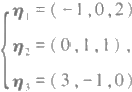 η₁ = (−1,0,2)
η₂ = (0,1,1),
η₃ = (3,−1,0)